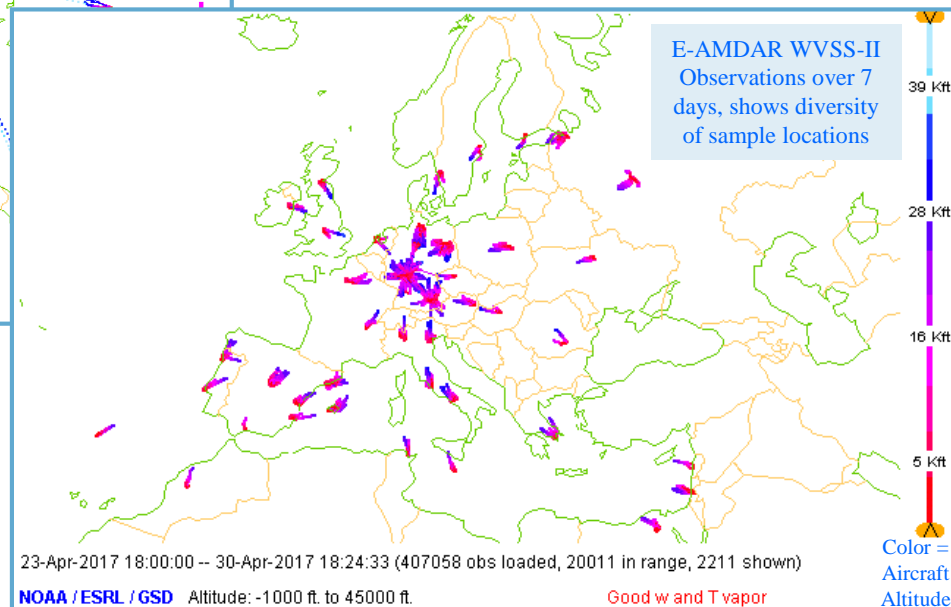 E-AMDAR WVSS-II
Observations over 7
days, shows diversity
of sample locations
39 Kft
28 Kft
16 Kft
5 Kft
23-Apr-2017 18:00:00 -- 30-Apr-2017 18:24:33 (407058 obs loaded, 20011 in range, 2211 shown)
NOAA / ESRL / GSD Altitude: -1000 ft. to 45000 ft. Good w and T vapor
Color =
Aircraft
Altitude